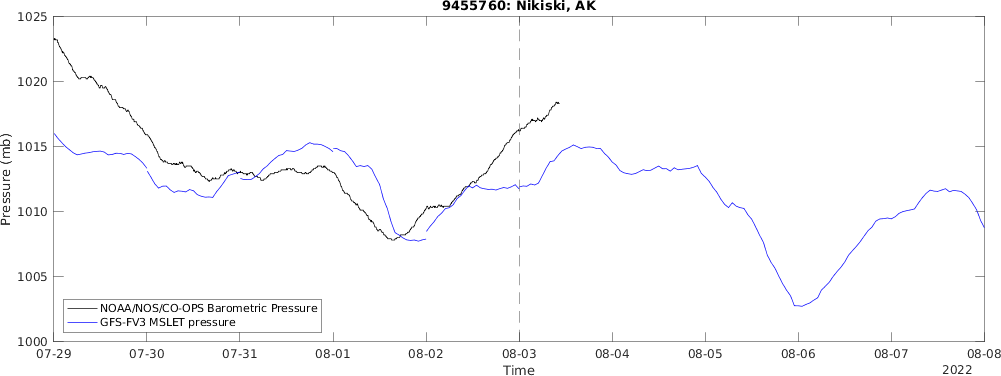 9455760: Nikiski, AK
Pressure (mb)
1025
1020
1015
1010
1005
1000
NOAA/NOS/CO-OPS Barometric Pressure
GFS-FV3 MSLET pressure
07-29 07-30 07-31 08-01 08-02 08-03 08-04 08-05 08-06 08-07 08-08
Time
2022